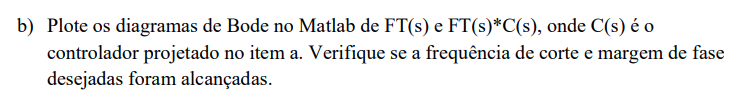 b) Plote os diagramas de Bode no Matlab de FT(s) e FT(s)*C(s), onde C(s) é o
controlador projetado no item a. Verifique se a frequência de corte e margem de fase
desejadas foram alcançadas.